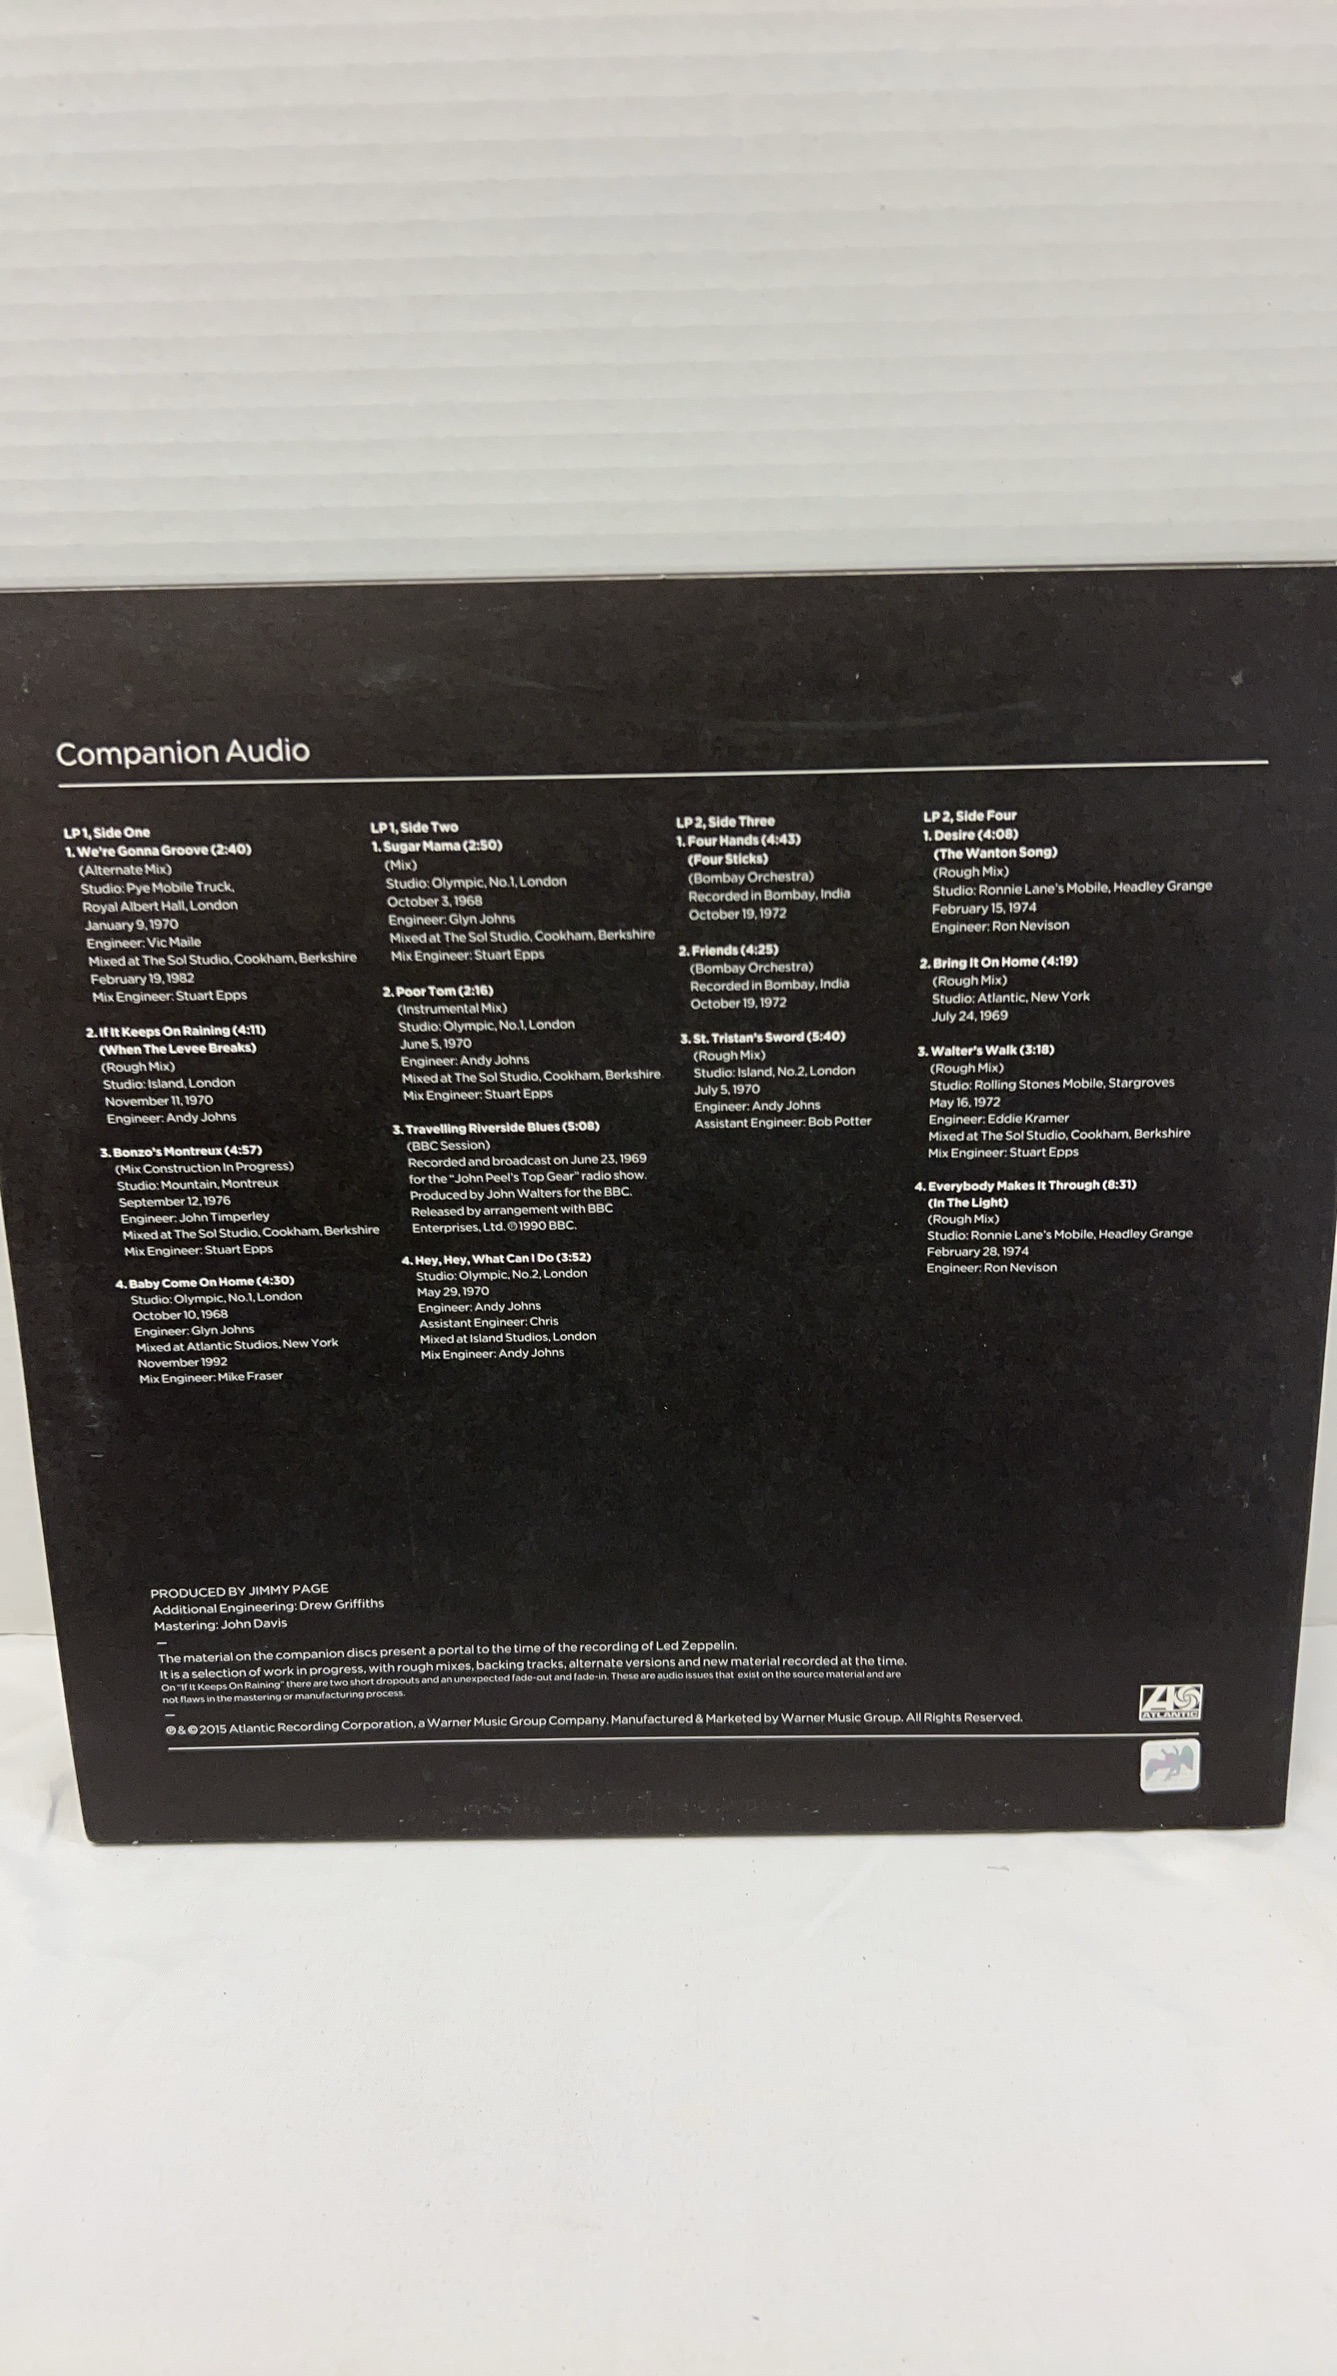 Companion Audio
LP 1, Side One
1. We're Gonna Groove (2:40)
(Alternate Mix)
Studio: Pye Mobile Truck,
Royal Albert Hall, London
January 9, 1970
Engineer: Vic Maile
Mixed at The Sol Studio, Cookham, Berkshire
February 19, 1982
Mix Engineer: Stuart Epps
2. If It Keeps On Raining (4:11)
(When The Levee Breaks)
(Rough Mix)
Studio: Island, London
November 11, 1970
Engineer: Andy Johns
3. Bonzo's Montreux (4:57)
(Mix Construction In Progress)
Studio: Mountain, Montreux
September 12, 1976
Engineer: John Timperley
Mixed at The Sol Studio, Cookham, Berkshire
Mix Engineer: Stuart Epps
4. Baby Come On Home (4:30)
Studio: Olympic, No.1, London
October 10, 1968
Engineer: Glyn Johns
Mixed at Atlantic Studios, New York
November 1992
Mix Engineer: Mike Fraser
LP 1, Side Two
1. Sugar Mama (2:50)
(Mix)
Studio: Olympic, No.1, London
October 3, 1968
Engineer: Glyn Johns
Mixed at The Sol Studio, Cookham, Berkshire
Mix Engineer: Stuart Epps
2. Poor Tom (2:16)
(Instrumental Mix)
Studio: Olympic, No.1, London
June 5, 1970
Engineer: Andy Johns
Mixed at The Sol Studio, Cookham, Berkshire.
Mix Engineer: Stuart Epps
3. Travelling Riverside Blues (5:08)
(BBC Session)
Recorded and broadcast on June 23, 1969
for the "John Peel's Top Gear" radio show.
Produced by John Walters for the BBC.
Released by arrangement with BBC
Enterprises, Ltd. ℗ 1990 BBC.
4. Hey, Hey, What Can I Do (3:52)
Studio: Olympic, No.2, London
May 29, 1970
Engineer: Andy Johns
Assistant Engineer: Chris
Mixed at Island Studios, London
Mix Engineer: Andy Johns
LP 2, Side Three
1. Four Hands (4:43)
(Four Sticks)
(Bombay Orchestra)
Recorded in Bombay, India
October 19, 1972
2. Friends (4:25)
(Bombay Orchestra)
Recorded in Bombay, India
October 19, 1972
3. St. Tristan's Sword (5:40)
(Rough Mix)
Studio: Island, No.2, London
July 5, 1970
Engineer: Andy Johns
Assistant Engineer: Bob Potter
LP 2, Side Four
1. Desire (4:08)
(The Wanton Song)
(Rough Mix)
Studio: Ronnie Lane's Mobile, Headley Grange
February 15, 1974
Engineer: Ron Nevison
2. Bring It On Home (4:19)
(Rough Mix)
Studio: Atlantic, New York
July 24, 1969
3. Walter's Walk (3:18)
(Rough Mix)
Studio: Rolling Stones Mobile, Stargroves
May 16, 1972
Engineer: Eddie Kramer
Mixed at The Sol Studio, Cookham, Berkshire
Mix Engineer: Stuart Epps
4. Everybody Makes It Through (8:31)
(In The Light)
(Rough Mix)
Studio: Ronnie Lane's Mobile, Headley Grange
February 28, 1974
Engineer: Ron Nevison
PRODUCED BY JIMMY PAGE
Additional Engineering: Drew Griffiths
Mastering: John Davis
—
The material on the companion discs present a portal to the time of the recording of Led Zeppelin.
It is a selection of work in progress, with rough mixes, backing tracks, alternate versions and new material recorded at the time.
On "If It Keeps On Raining" there are two short dropouts and an unexpected fade-out and fade-in. These are audio issues that exist on the source material and are
not flaws in the mastering or manufacturing process.
—
℗ & © 2015 Atlantic Recording Corporation, a Warner Music Group Company. Manufactured & Marketed by Warner Music Group. All Rights Reserved.
ATLANTIC